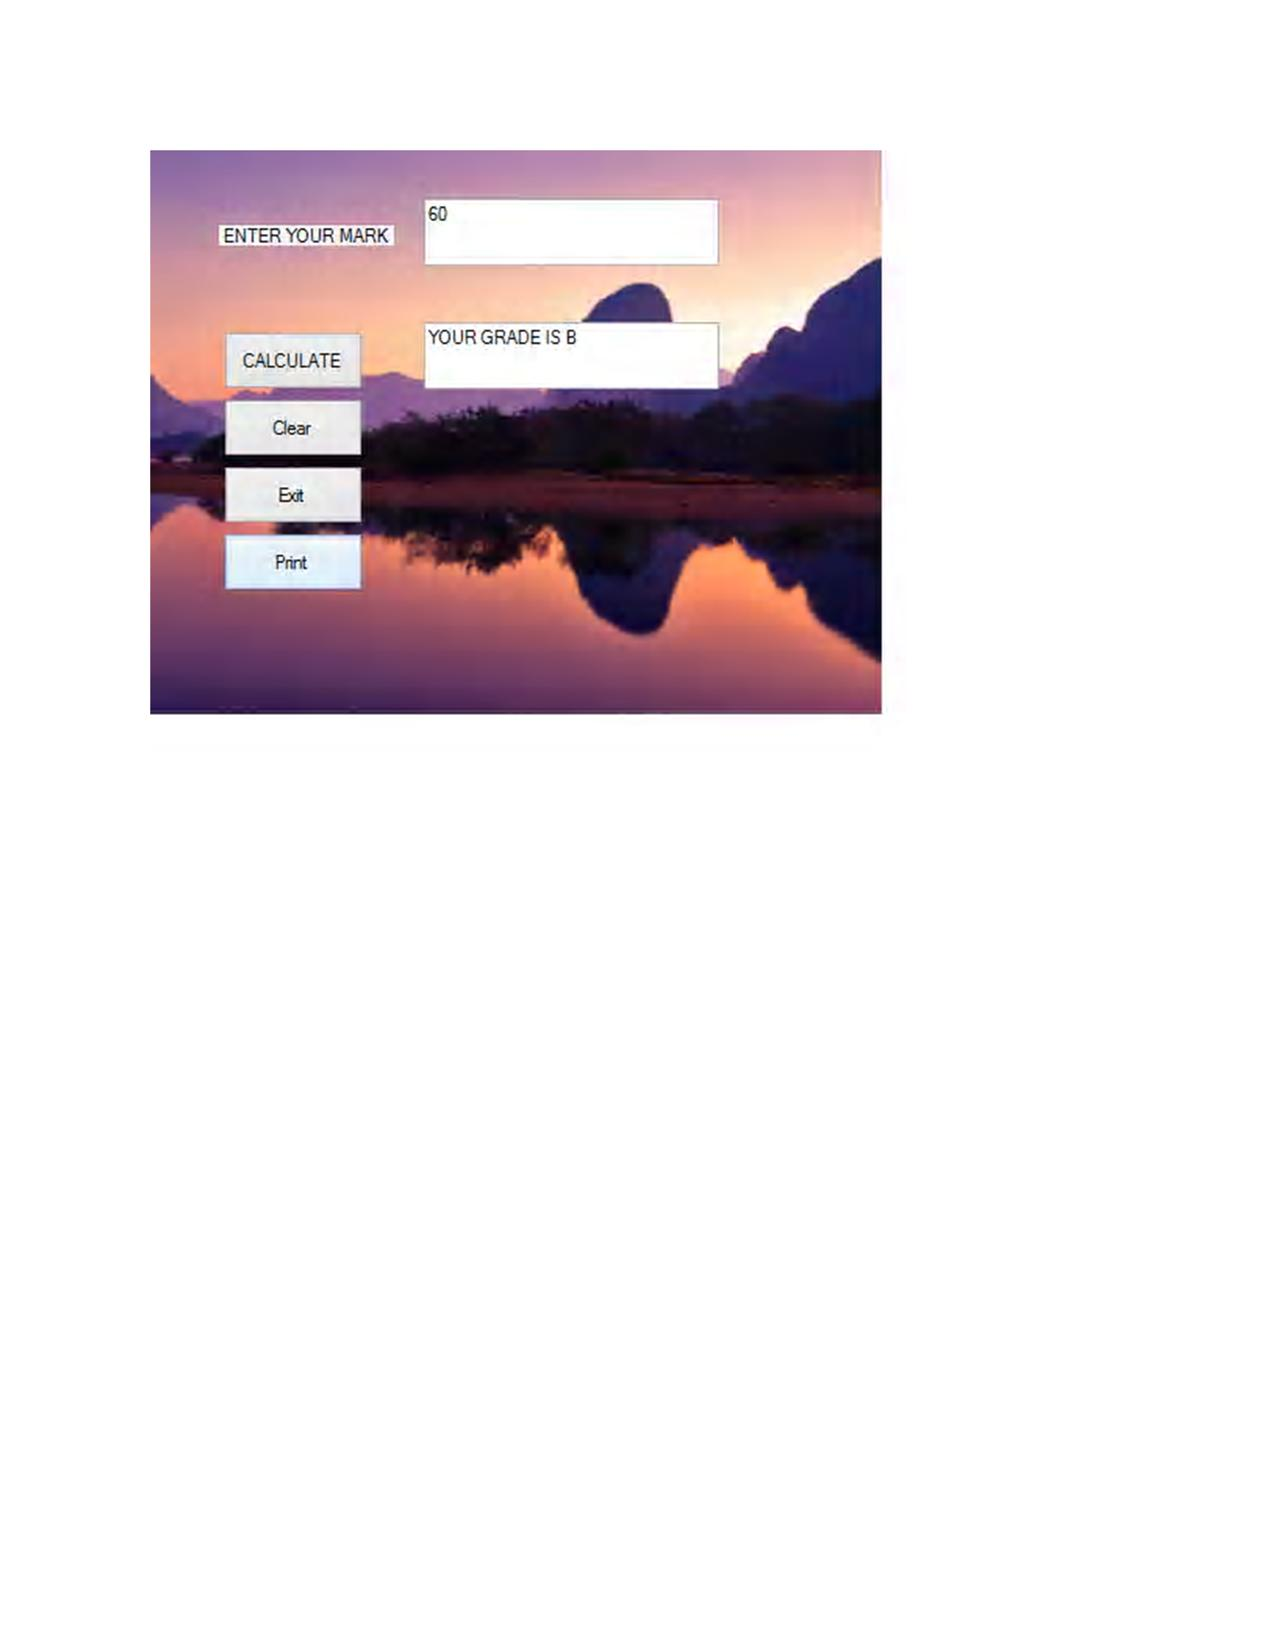 60
ENTER YOUR MARK
YOUR GRADE IS B
CALCULATE
Clear
Exit
Print